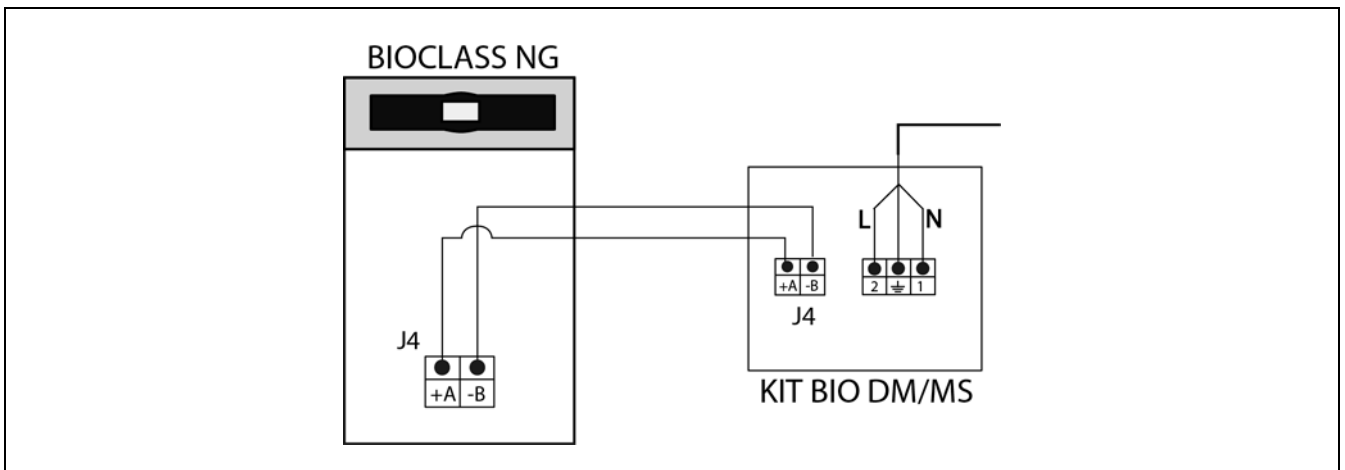 BIOCLASS NG
L N
+A -B
2 ⏚ 1
J4
J4
+A -B
KIT BIO DM/MS